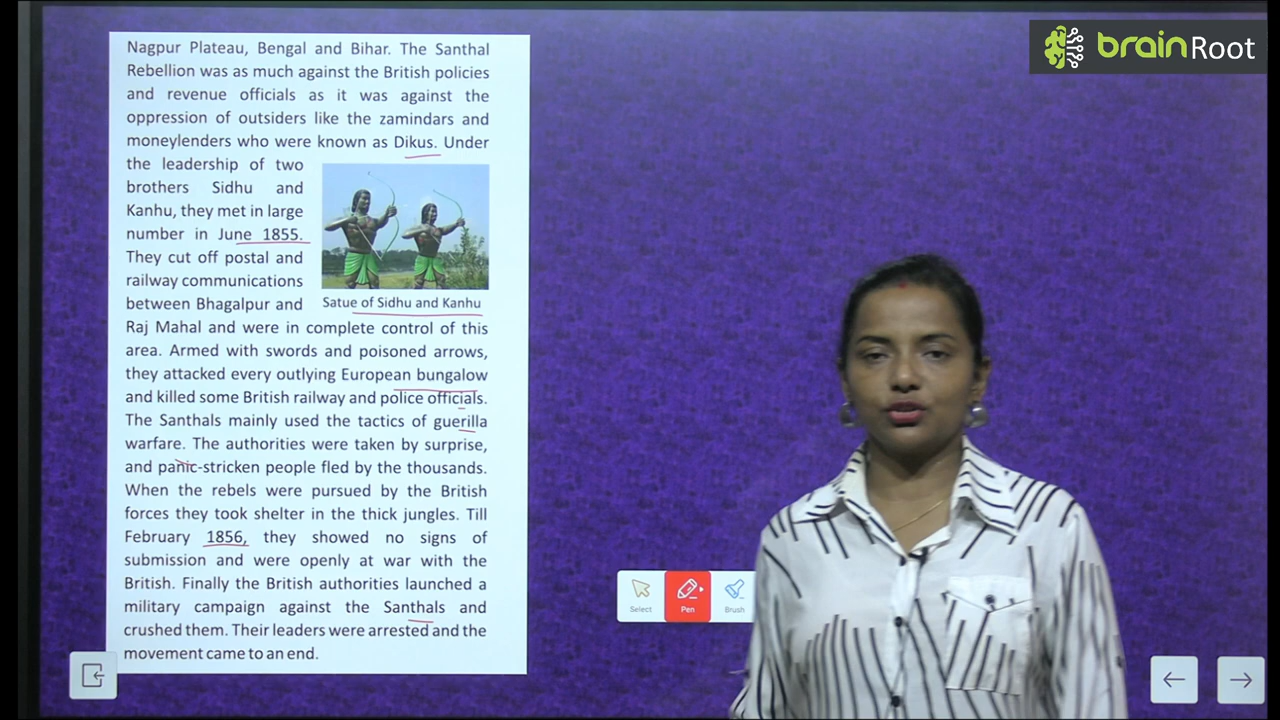 Nagpur Plateau, Bengal and Bihar. The Santhal
Rebellion was as much against the British policies
and revenue officials as it was against the
oppression of outsiders like the zamindars and
moneylenders who were known as Dikus. Under
the leadership of two
brothers Sidhu and
Kanhu, they met in large
number in June 1855.
They cut off postal and
railway communications
between Bhagalpur and
Satue of Sidhu and Kanhu
Raj Mahal and were in complete control of this
area. Armed with swords and poisoned arrows,
they attacked every outlying European bungalow
and killed some British railway and police officials.
The Santhals mainly used the tactics of guerilla
warfare. The authorities were taken by surprise,
and panic-stricken people fled by the thousands.
When the rebels were pursued by the British
forces they took shelter in the thick jungles. Till
February 1856, they showed no signs of
submission and were openly at war with the
British. Finally the British authorities launched a
military campaign against the Santhals and
crushed them. Their leaders were arrested and the
movement came to an end.
brainRoot
Select
Pen
Brush